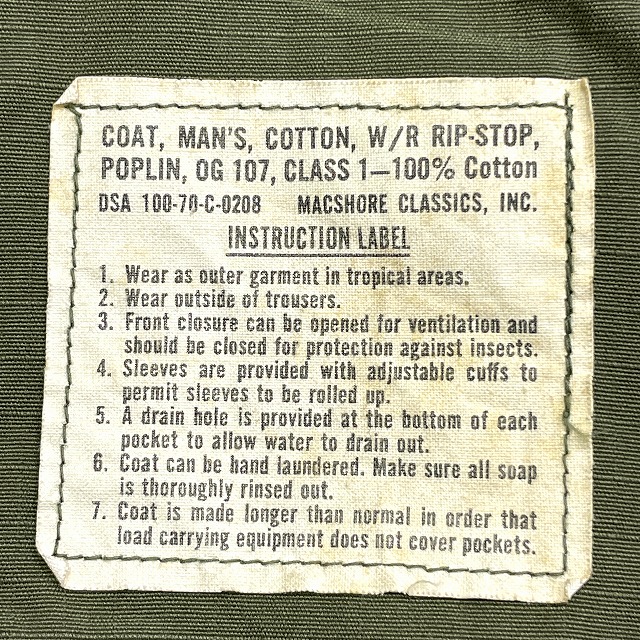 COAT, MAN'S, COTTON, W/R RIP-STOP,
POPLIN, OG 107, CLASS 1—100% Cotton
DSA 100-70-C-0208 MACSHORE CLASSICS, INC.
INSTRUCTION LABEL
1. Wear as outer garment in tropical areas.
2. Wear outside of trousers.
3. Front closure can be opened for ventilation and
should be closed for protection against insects.
4. Sleeves are provided with adjustable cuffs to
permit sleeves to be rolled up.
5. A drain hole is provided at the bottom of each
pocket to allow water to drain out.
6. Coat can be hand laundered. Make sure all soap
is thoroughly rinsed out.
7. Coat is made longer than normal in order that
load carrying equipment does not cover pockets.